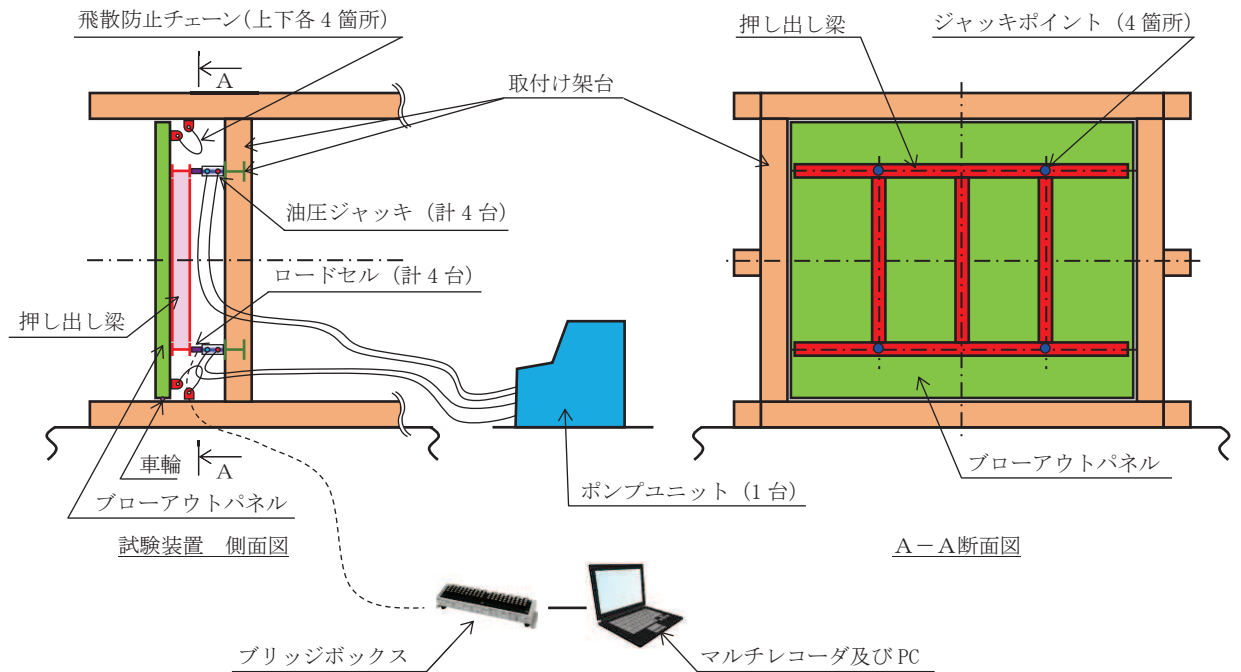 飛散防止チェーン(上下各4箇所)
A
取付け架台
油圧ジャッキ (計4台)
ロードセル (計4台)
押し出し梁
車輪
A
ブローアウトパネル
試験装置 側面図
ポンプユニット (1台)
ブリッジボックス
マルチレコーダ及びPC
押し出し梁
ジャッキポイント (4箇所)
ブローアウトパネル
A-A断面図